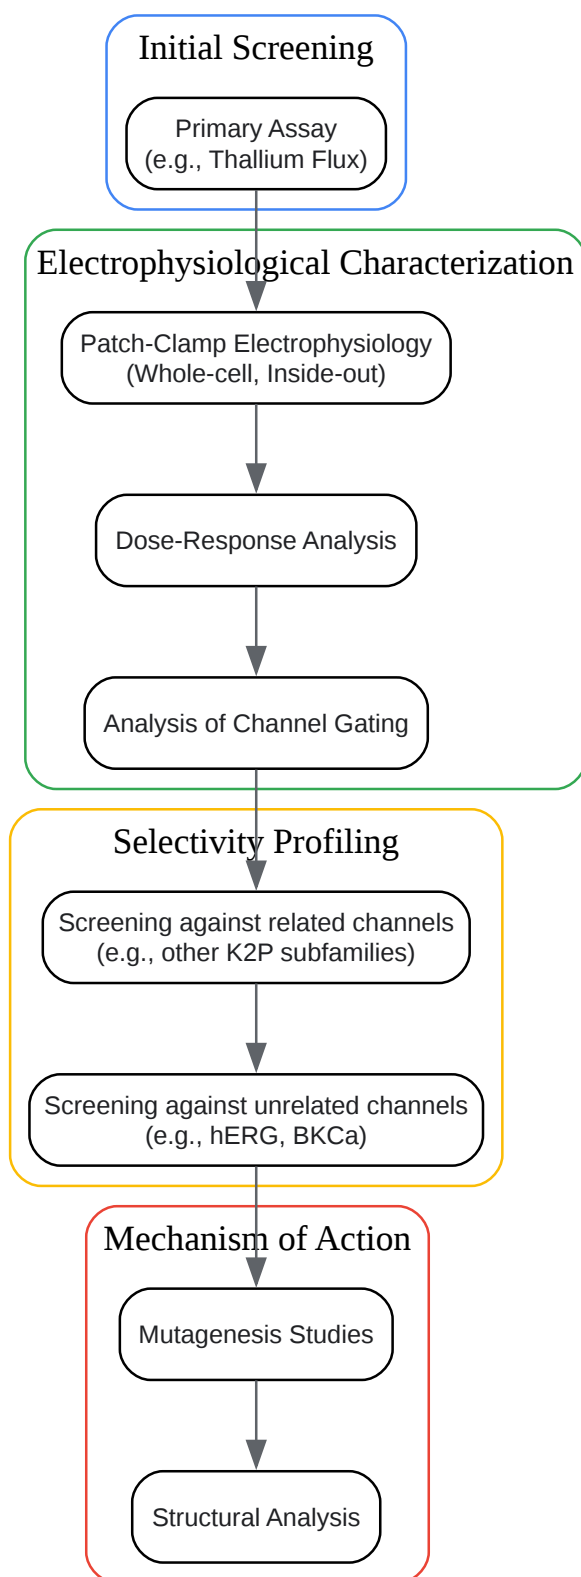 Initial Screening
Primary Assay
(e.g., Thallium Flux)
Electrophysiological Characterization
Patch-Clamp Electrophysiology
(Whole-cell, Inside-out)
Dose-Response Analysis
Analysis of Channel Gating
Selectivity Profiling
Screening against related channels
(e.g., other K2P subfamilies)
Screening against unrelated channels
(e.g., hERG, BKCa)
Mechanism of Action
Mutagenesis Studies
Structural Analysis